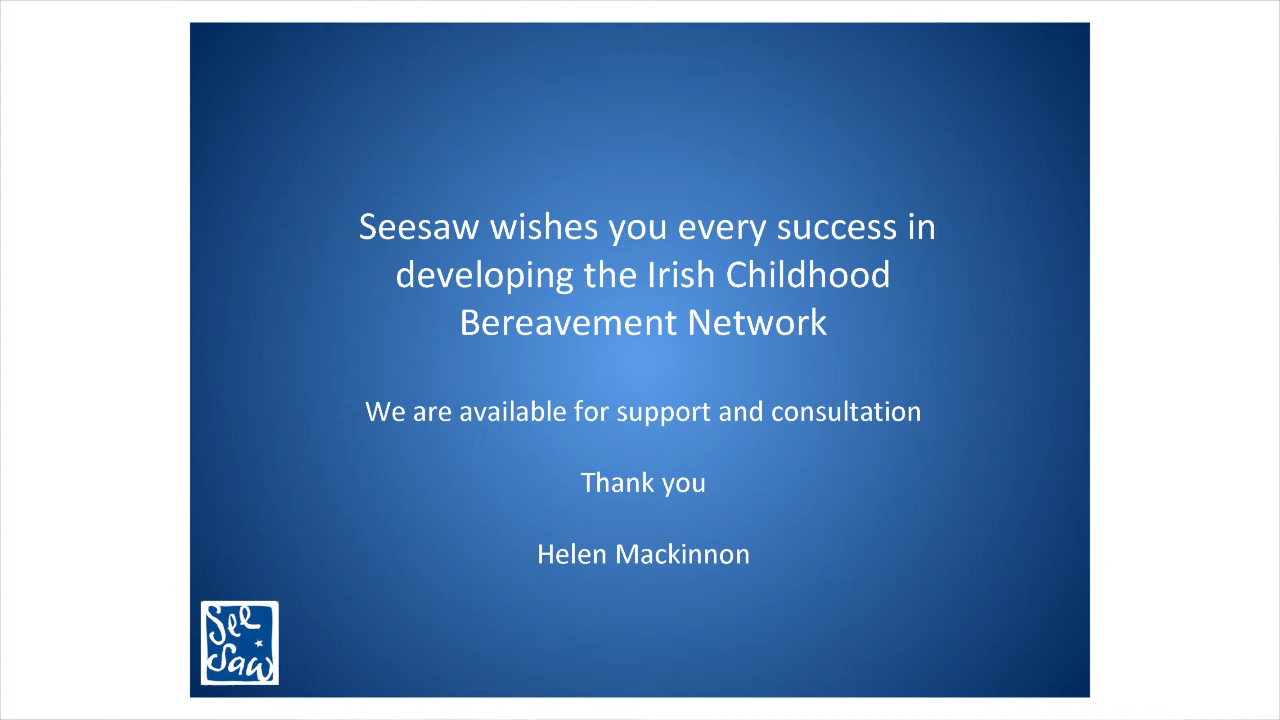 Seesaw wishes you every success in
developing the Irish Childhood
Bereavement Network
We are available for support and consultation
Thank you
Helen Mackinnon
See
Saw